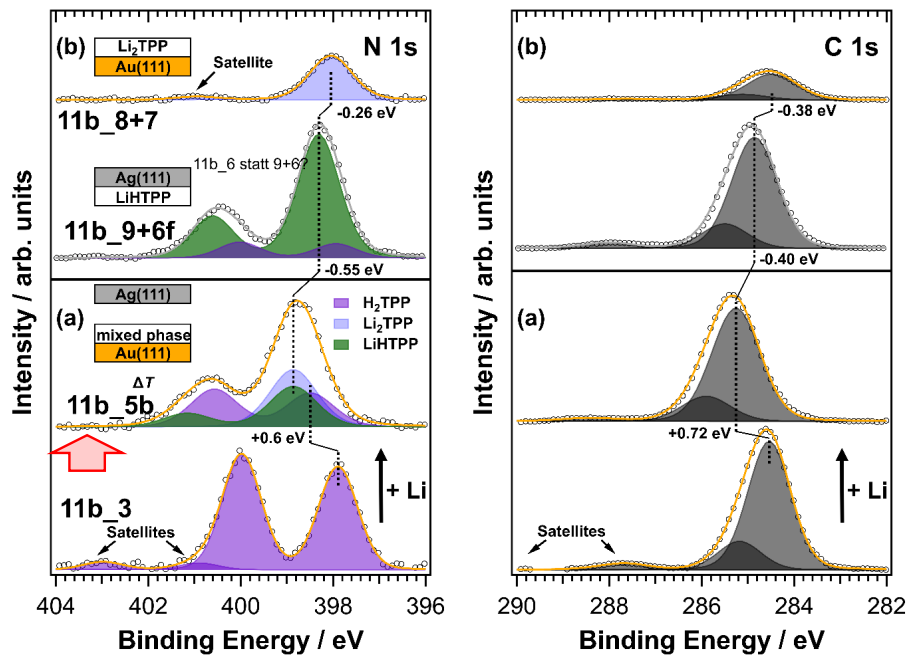 (b)
Li2TPP
Au(111)
Satellite
N 1s
-0.26 eV
11b_8+7
11b_6 statt 9+6?
Ag(111)
LiHTPP
11b_9+6f
-0.55 eV
(a)
Ag(111)
mixed phase
Au(111)
H2TPP
Li2TPP
LiHTPP
ΔT
11b_5b
+0.6 eV
+ Li
11b_3
Satellites
404 402 400 398 396
Binding Energy / eV
Intensity / arb. units
(b)
C 1s
-0.38 eV
-0.40 eV
(a)
+0.72 eV
+ Li
Satellites
290 288 286 284 282
Binding Energy / eV
Intensity / arb. units